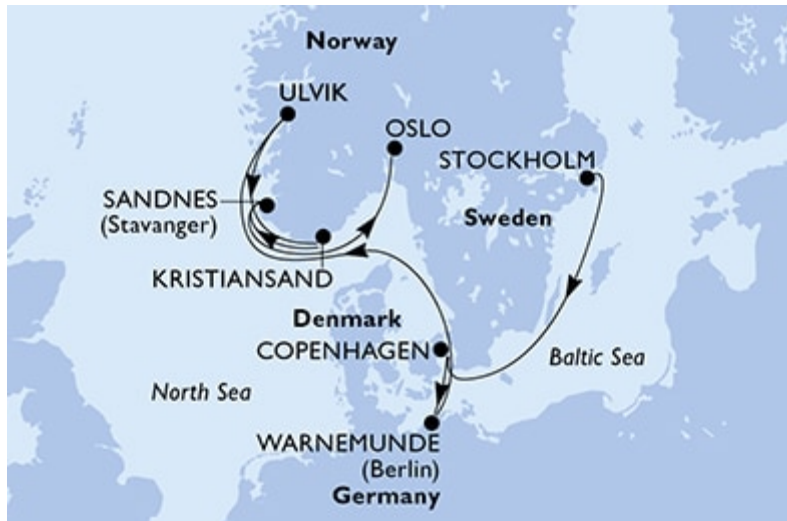 Norway
ULVIK
OSLO
STOCKHOLM
SANDNES
(Stavanger)
Sweden
KRISTIANSAND
Denmark
COPENHAGEN
Baltic Sea
North Sea
WARNEMUNDE
(Berlin)
Germany